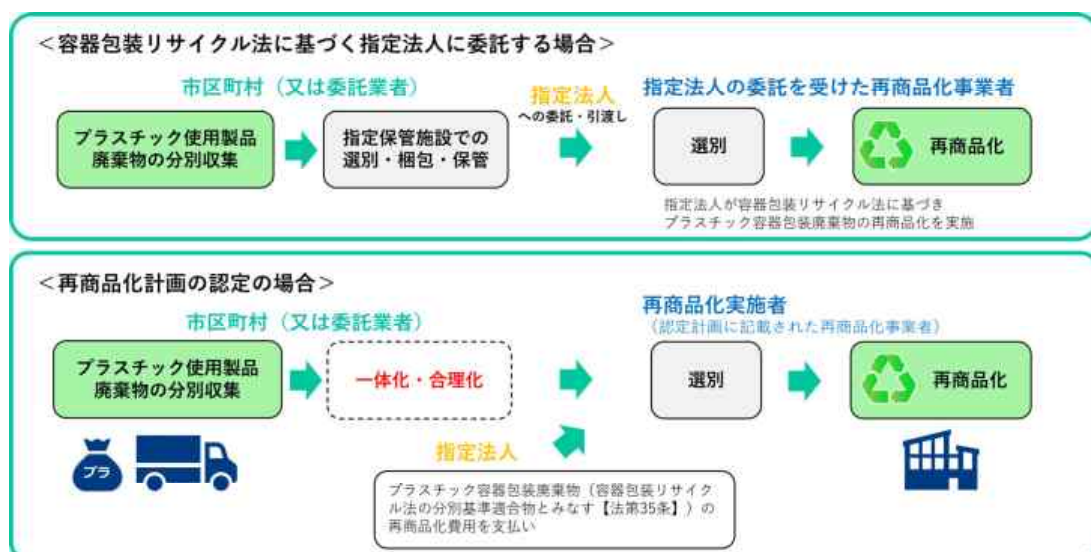 ＜容器包装リサイクル法に基づく指定法人に委託する場合＞
市区町村（又は委託業者）
プラスチック使用製品
廃棄物の分別収集
指定保管施設での
選別・梱包・保管
指定法人
への委託・引渡し
指定法人の委託を受けた再商品化事業者
選別
再商品化
指定法人が容器包装リサイクル法に基づき
プラスチック容器包装廃棄物の再商品化を実施
＜再商品化計画の認定の場合＞
市区町村（又は委託業者）
プラスチック使用製品
廃棄物の分別収集
一体化・合理化
再商品化実施者
（認定計画に記載された再商品化事業者）
選別
再商品化
プラ
指定法人
プラスチック容器包装廃棄物（容器包装リサイク
ル法の分別基準適合物とみなす【法第35条】）の
再商品化費用を支払い